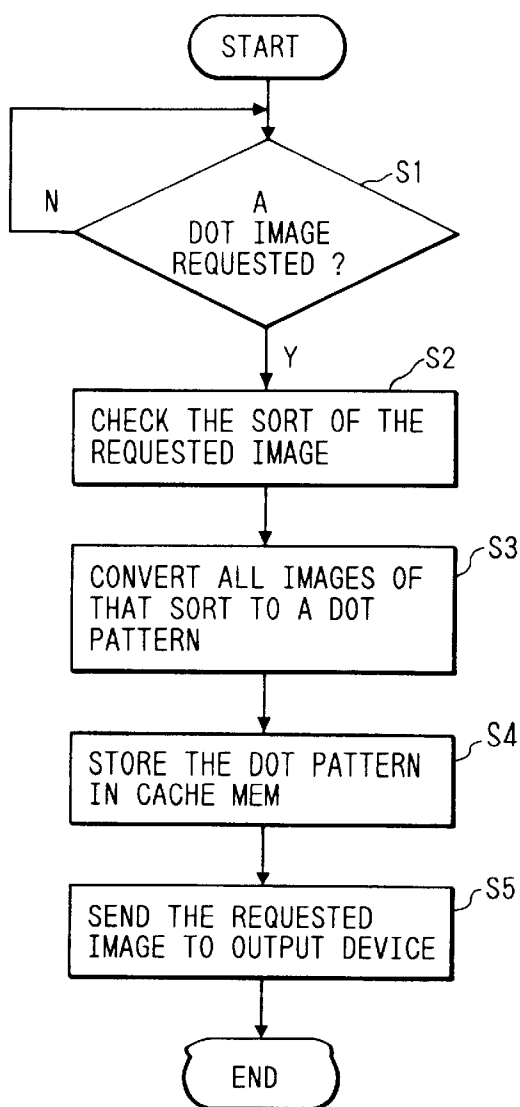 START
S1
N
A
DOT IMAGE
REQUESTED ?
Y
S2
CHECK THE SORT OF THE
REQUESTED IMAGE
S3
CONVERT ALL IMAGES OF
THAT SORT TO A DOT
PATTERN
S4
STORE THE DOT PATTERN
IN CACHE MEM
S5
SEND THE REQUESTED
IMAGE TO OUTPUT DEVICE
END